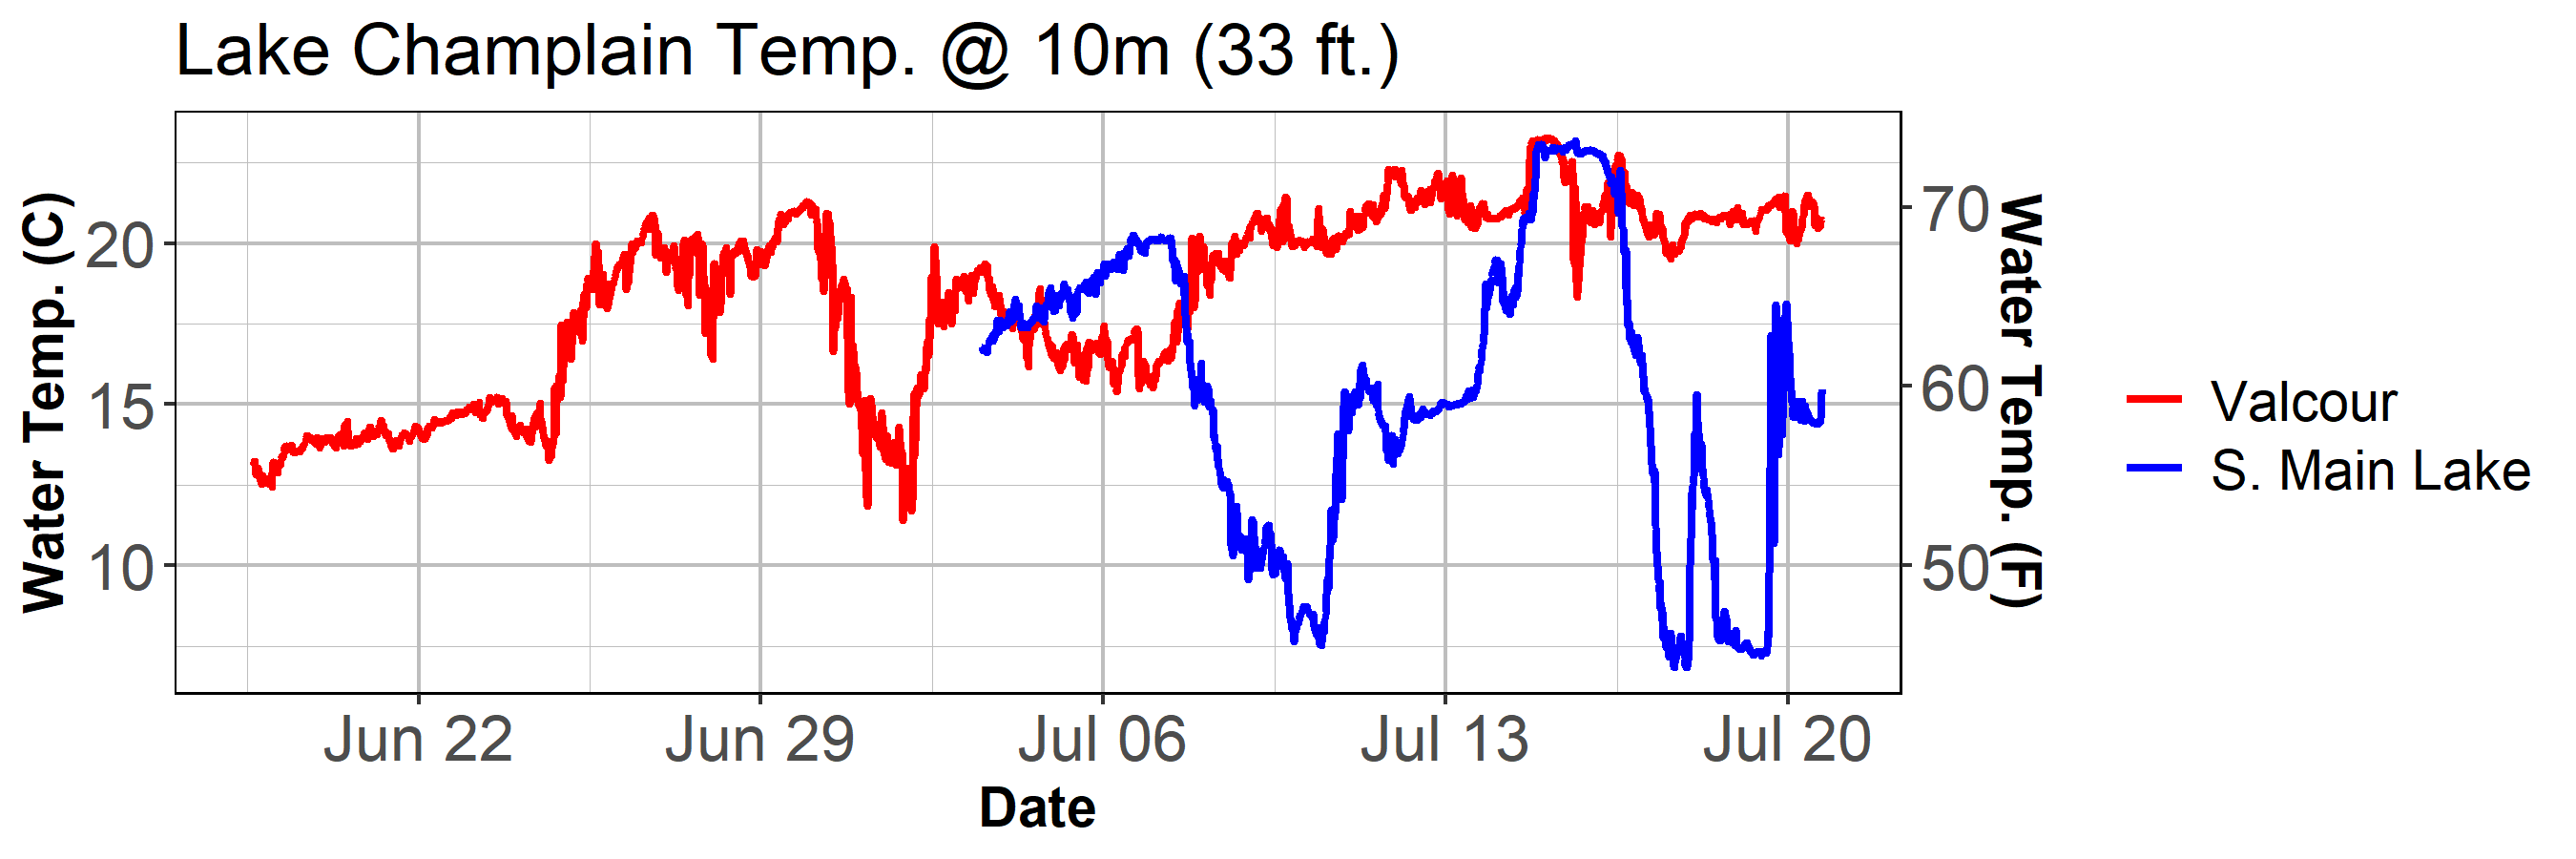 Lake Champlain Temp. @ 10m (33 ft.)
Water Temp. (C)
20
15
10
70
60
50
Water Temp. (F)
Valcour
S. Main Lake
Jun 22
Jun 29
Jul 06
Jul 13
Jul 20
Date